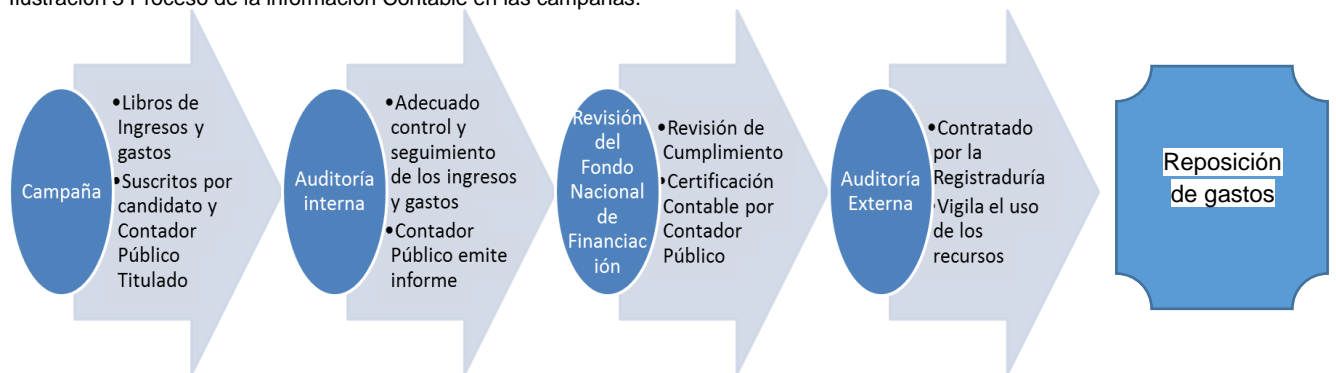 Ilustración 3 Proceso de la información Contable en las campañas.
Campaña
•Libros de
Ingresos y
gastos
•Suscritos por
candidato y
Contador
Público
Titulado
Auditoría
interna
•Adecuado
control y
seguimiento
de los ingresos
y gastos
•Contador
Público emite
informe
Revisión
del
Fondo
Nacional
de
Financiac
ión
•Revisión de
Cumplimiento
•Certificación
Contable por
Contador
Público
Auditoría
Externa
•Contratado
por la
Registraduría
•Vigila el uso
de los
recursos
Reposición
de gastos